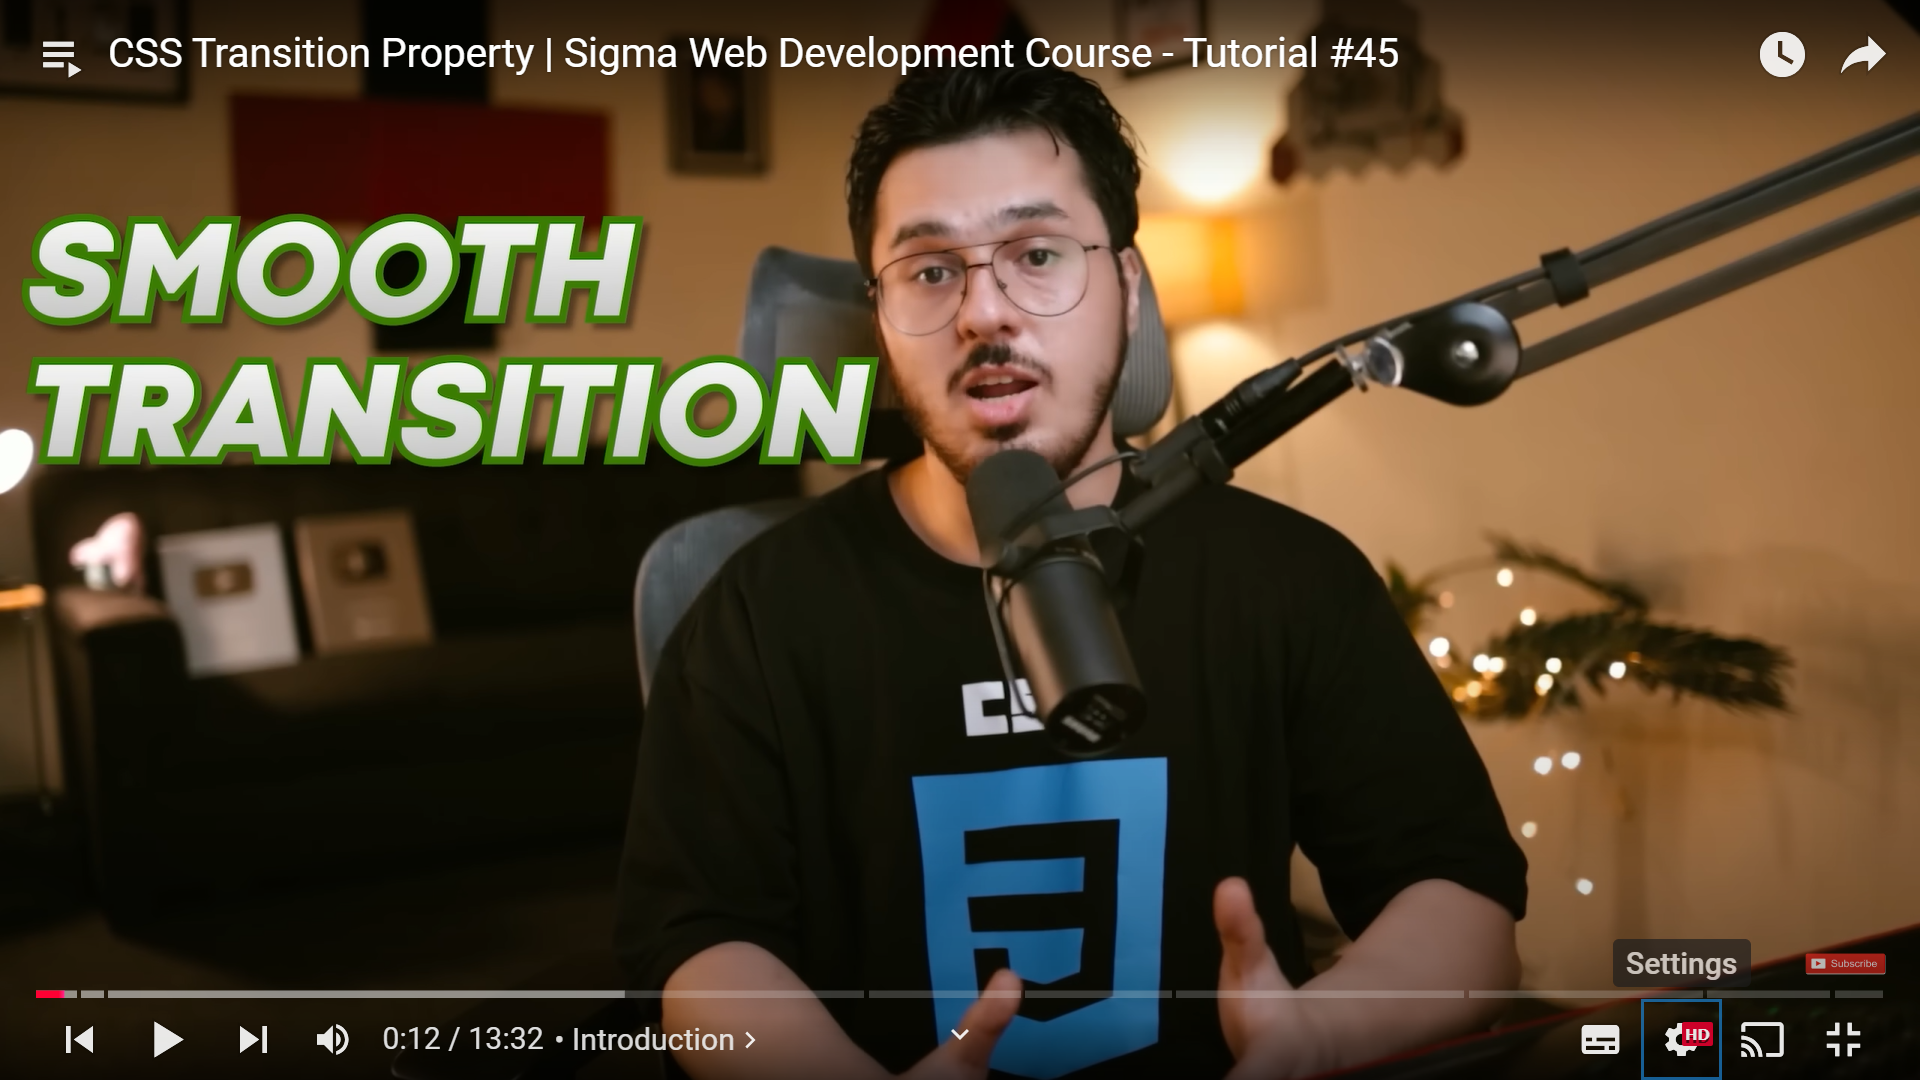 CSS Transition Property | Sigma Web Development Course - Tutorial #45
SMOOTH
TRANSITION
Settings
Subscribe
0:12 / 13:32 • Introduction
HD